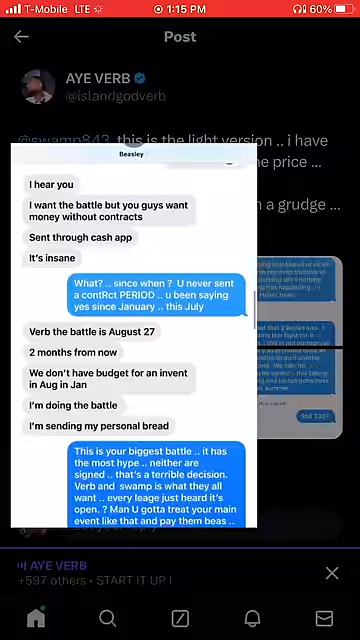 T-Mobile LTE 1:15 PM 60%
Post
AYE VERB
@islandgodverb
@swamp843 this is the light version .. i have
he price ...
n a grudge ...
Beasley
I hear you
I want the battle but you guys want
money without contracts
Sent through cash app
It's insane
What? .. since when ? U never sent
a contRct PERIOD .. u been saying
yes since January .. this July
Verb the battle is August 27
2 months from now
We don't have budget for an invent
in Aug in Jan
I'm doing the battle
I'm sending my personal bread
This is your biggest battle .. it has
the most hype .. neither are
signed .. that's a terrible decision.
Verb and swamp is what they all
want .. every leage just heard it's
open. ? Man U gotta treat your main
event like that and pay them beas ..
Still 330?
AYE VERB
+597 others • START IT UP !